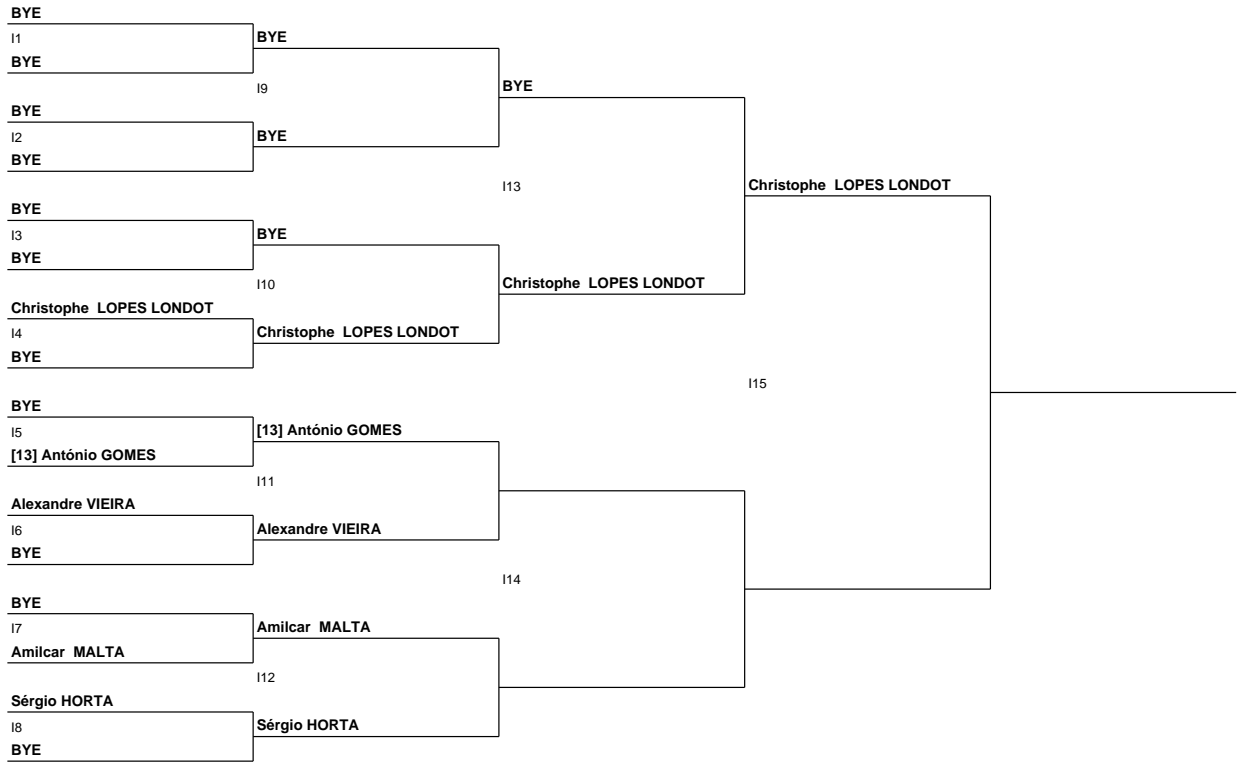 BYE
I1
BYE
BYE
I9
BYE
BYE
I2
BYE
BYE
I13
Christophe  LOPES LONDOT
BYE
I3
BYE
BYE
I10
Christophe  LOPES LONDOT
Christophe  LOPES LONDOT
I4
Christophe  LOPES LONDOT
BYE
I15
BYE
I5
[13] António GOMES
[13] António GOMES
I11
Alexandre VIEIRA
I6
Alexandre VIEIRA
BYE
I14
BYE
I7
Amilcar  MALTA
Amilcar  MALTA
I12
Sérgio HORTA
I8
Sérgio HORTA
BYE